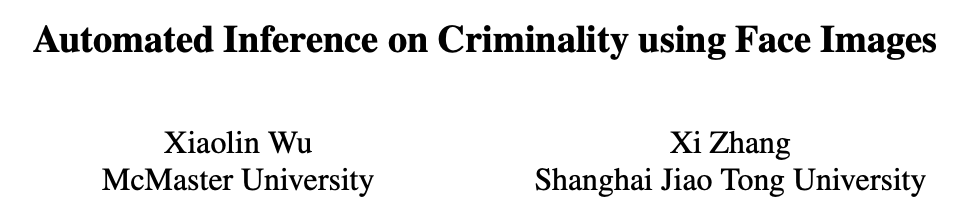 Automated Inference on Criminality using Face Images
Xiaolin Wu Xi Zhang
McMaster University Shanghai Jiao Tong University